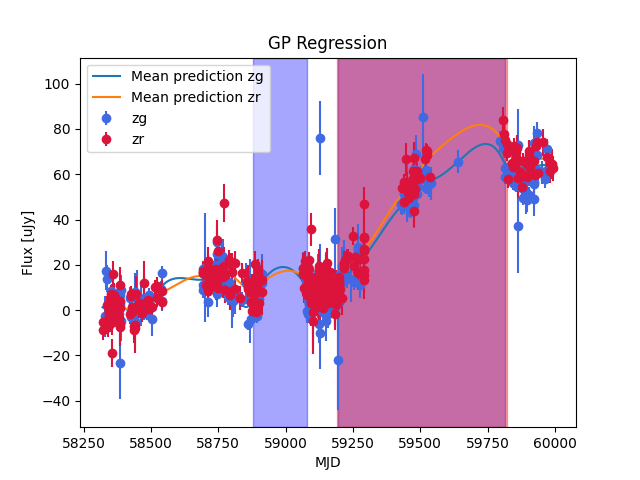 GP Regression
Mean prediction zg
Mean prediction zr
zg
zr
Flux [uJy]
100
80
60
40
20
0
−20
−40
58250 58500 58750 59000 59250 59500 59750 60000
MJD